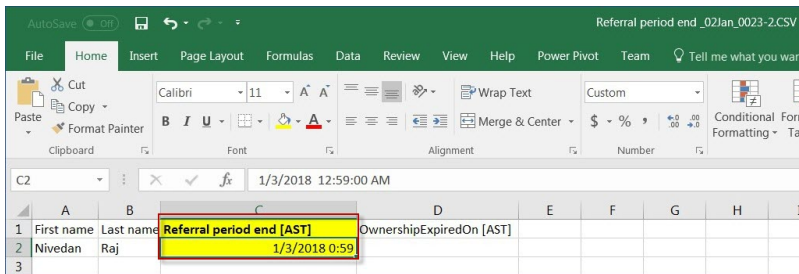 AutoSave Off Referral period end _02Jan_0023-2.CSV
File Home Insert Page Layout Formulas Data Review View Help Power Pivot Team Tell me what you
Cut
Copy
Format Painter
Paste
Calibri 11 A A Wrap Text Custom
B I U A Merge & Center $ % , .00 .00
Conditional
Formatting
Clipboard Font Alignment Number
C2 fx 1/3/2018 12:59:00 AM
A B C D E F G H
1 First name Last name Referral period end [AST] OwnershipExpiredOn [AST]
2 Nivedan Raj 1/3/2018 0:59
3